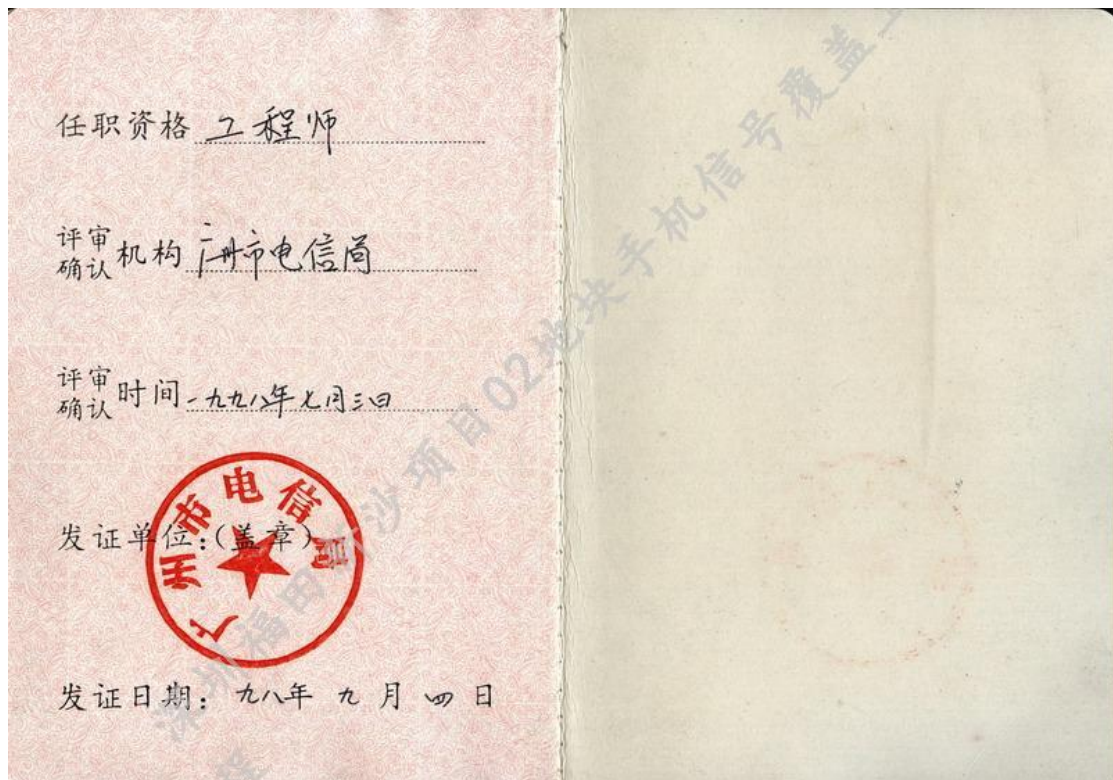 任职资格 工程师
评审确认机构 广州市电信局
评审确认时间 一九九八年七月三日
发证单位:(盖章)
广州市电信局
发证日期: 九八年 九 月 四 日
深圳福田新沙项目02地块手机信号覆盖工程